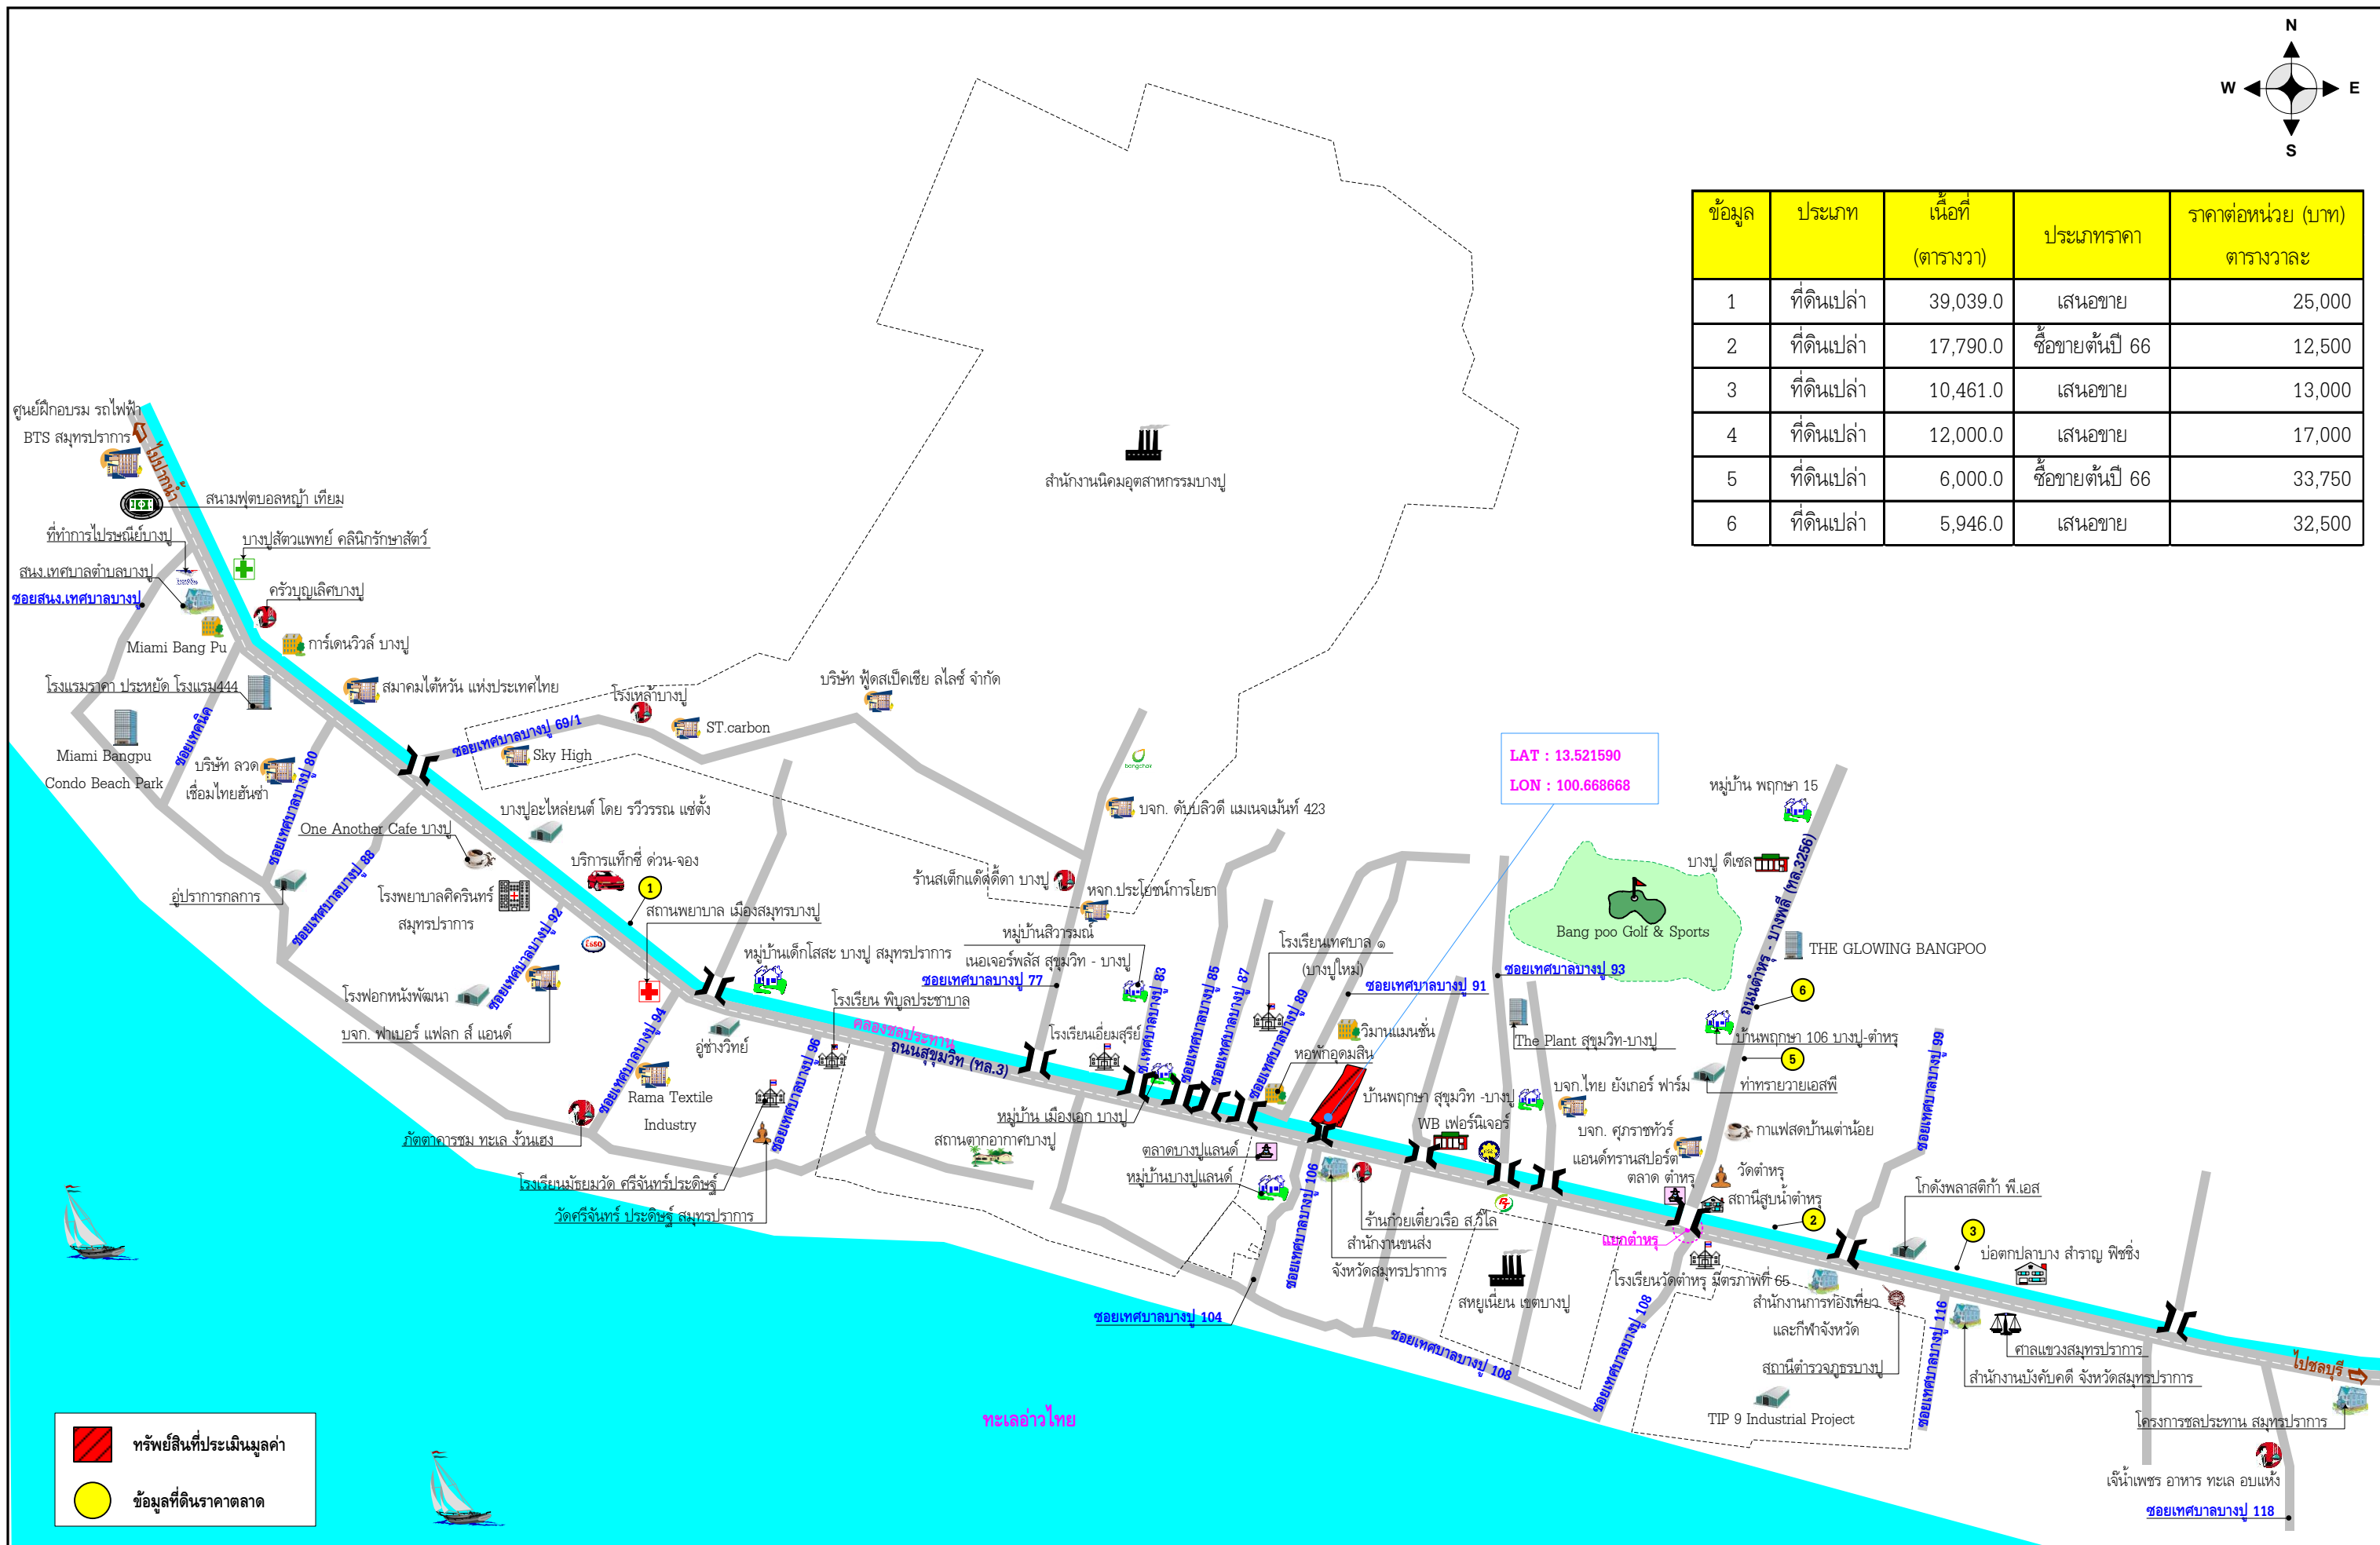 N
W
E
S
ข้อมูล ประเภท เนื้อที่ (ตารางวา) ประเภทราคา ราคาต่อหน่วย (บาท) ตารางวาละ
1 ที่ดินเปล่า 39,039.0 เสนอขาย 25,000
2 ที่ดินเปล่า 17,790.0 ซื้อขายต้นปี 66 12,500
3 ที่ดินเปล่า 10,461.0 เสนอขาย 13,000
4 ที่ดินเปล่า 12,000.0 เสนอขาย 17,000
5 ที่ดินเปล่า 6,000.0 ซื้อขายต้นปี 66 33,750
6 ที่ดินเปล่า 5,946.0 เสนอขาย 32,500
สำนักงานนิคมอุตสาหกรรมบางปู
ศูนย์ฝึกอบรม รถไฟฟ้า
BTS สมุทรปราการ
ไปปากน้ำ
สนามฟุตบอลหญ้า เทียม
ที่ทำการไปรษณีย์บางปู
บางปูสัตวแพทย์ คลินิกรักษาสัตว์
สนง.เทศบาลตำบลบางปู
ซอยสนง.เทศบาลบางปู
ครัวบุญเลิศบางปู
Miami Bang Pu
การ์เดนวิวล์ บางปู
โรงแรมราคา ประหยัด โรงแรม444
สมาคมไต้หวัน แห่งประเทศไทย
ซอยเทคนิค
Miami Bangpu
Condo Beach Park
บริษัท ลวด
เชื่อมไทยฮันซ่า
ซอยเทศบาลบางปู 80
ซอยเทศบาลบางปู 69/1
โรงเหล้าบางปู
ST.carbon
Sky High
บริษัท ฟู้ดสเป็คเชีย ลไลซ์ จำกัด
bangchak
บจก. ดับบลิวดี แมเนจเม้นท์ 423
บางปูอะไหล่ยนต์ โดย รวีวรรณ แซ่ตั้ง
One Another Cafe บางปู
บริการแท็กซี่ ด่วน-จอง
1
ซอยเทศบาลบางปู 88
อู่ปราการกลการ
โรงพยาบาลศิครินทร์
สมุทรปราการ
สถานพยาบาล เมืองสมุทรบางปู
Esso
ซอยเทศบาลบางปู 92
โรงฟอกหนังพัฒนา
บจก. ฟาเบอร์ แฟลก ส์ แอนด์
หมู่บ้านเด็กโสสะ บางปู สมุทรปราการ
ร้านสเต็กแด๊ดดี้ดา บางปู
หจก.ประโยชน์การโยธา
หมู่บ้านสิวารมณ์
เนอเจอร์พลัส สุขุมวิท - บางปู
ซอยเทศบาลบางปู 77
โรงเรียน พิบูลประชาบาล
คลองชลประทาน
ถนนสุขุมวิท (ทล.3)
โรงเรียนเอี่ยมสุรีย์
อู่ช่างวิทย์
ซอยเทศบาลบางปู 94
Rama Textile
Industry
ซอยเทศบาลบางปู 96
ภัตตาคารชม ทะเล ง้วนเฮง
โรงเรียนมัธยมวัด ศรีจันทร์ประดิษฐ์
วัดศรีจันทร์ ประดิษฐ์ สมุทรปราการ
สถานตากอากาศบางปู
หมู่บ้าน เมืองเอก บางปู
ซ.เทศบาลบางปู 83
ซอยเทศบาลบางปู 85
ซอยเทศบาลบางปู 87
ซอยเทศบาลบางปู 89
โรงเรียนเทศบาล ๑
(บางปูใหม่)
ซอยเทศบาลบางปู 91
วิมานแมนชั่น
หอพักอุดมสิน
LAT : 13.521590
LON : 100.668668
ซอยเทศบาลบางปู 93
The Plant สุขุมวิท-บางปู
บ้านพฤกษา สุขุมวิท -บางปู
WB เฟอร์นิเจอร์
บจก.ไทย ยังเกอร์ ฟาร์ม
บจก. ศุภราชทัวร์
แอนด์ทรานสปอร์ต
ตลาด ตำหรุ
Bang poo Golf & Sports
หมู่บ้าน พฤกษา 15
บางปู ดีเซล
ถนนตำหรุ - บางพลี (ทล.3256)
THE GLOWING BANGPOO
6
บ้านพฤกษา 106 บางปู-ตำหรุ
5
ท่าทรายวายเอสพี
กาแฟสดบ้านเต่าน้อย
วัดตำหรุ
สถานีสูบน้ำตำหรุ
2
ซอยเทศบาลบางปู 99
โกดังพลาสติก้า พี.เอส
3
บ่อตกปลาบาง สำราญ ฟิชชิ่ง
ตลาดบางปูแลนด์
หมู่บ้านบางปูแลนด์
ซอยเทศบาลบางปู 106
ร้านก๋วยเตี๋ยวเรือ ส.วิไล
สำนักงานขนส่ง
จังหวัดสมุทรปราการ
ซอยเทศบาลบางปู 104
สหยูเนี่ยน เขตบางปู
แยกตำหรุ
โรงเรียนวัดตำหรุ มิตรภาพที่ 65
ซอยเทศบาลบางปู 108
ซอยเทศบาลบางปู 108
สำนักงานการท่องเที่ยว
และกีฬาจังหวัด
สถานีตำรวจภูธรบางปู
TIP 9 Industrial Project
ซอยเทศบาลบางปู 116
ศาลแขวงสมุทรปราการ
สำนักงานบังคับคดี จังหวัดสมุทรปราการ
ไปชลบุรี
โครงการชลประทาน สมุทรปราการ
เจ๊น้ำเพชร อาหาร ทะเล อบแห้ง
ซอยเทศบาลบางปู 118
ทะเลอ่าวไทย
ทรัพย์สินที่ประเมินมูลค่า
ข้อมูลที่ดินราคาตลาด